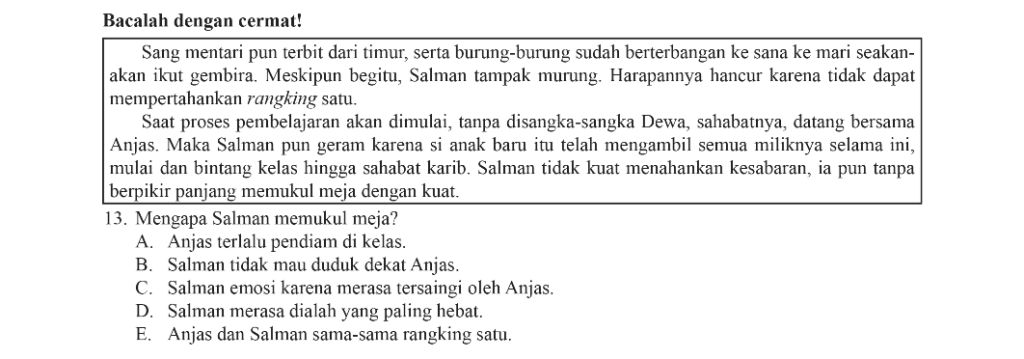 Bacalah dengan cermat!
Sang mentari pun terbit dari timur, serta burung-burung sudah berterbangan ke sana ke mari seakan-
akan ikut gembira. Meskipun begitu, Salman tampak murung. Harapannya hancur karena tidak dapat
mempertahankan rangking satu.
Saat proses pembelajaran akan dimulai, tanpa disangka-sangka Dewa, sahabatnya, datang bersama
Anjas. Maka Salman pun geram karena si anak baru itu telah mengambil semua miliknya selama ini,
mulai dan bintang kelas hingga sahabat karib. Salman tidak kuat menahankan kesabaran, ia pun tanpa
berpikir panjang memukul meja dengan kuat.
13. Mengapa Salman memukul meja?
A. Anjas terlalu pendiam di kelas.
B. Salman tidak mau duduk dekat Anjas.
C. Salman emosi karena merasa tersaingi oleh Anjas.
D. Salman merasa dialah yang paling hebat.
E. Anjas dan Salman sama-sama rangking satu.